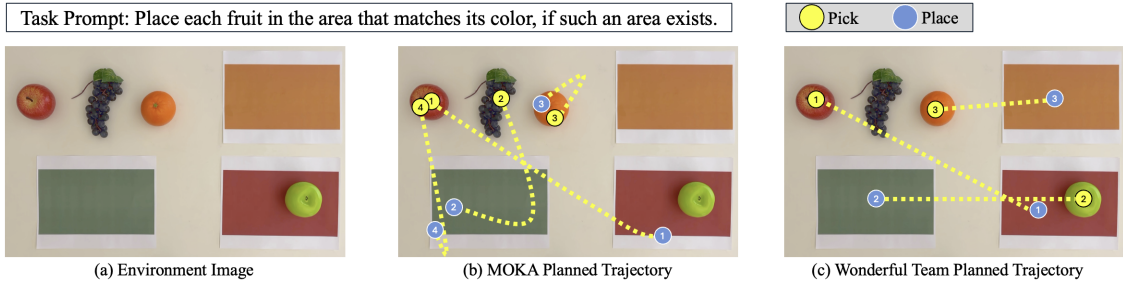 Task Prompt: Place each fruit in the area that matches its color, if such an area exists.
Pick Place
4 1 2 3 3
2 4 1
1 3 3
2 2 1
(a) Environment Image
(b) MOKA Planned Trajectory
(c) Wonderful Team Planned Trajectory